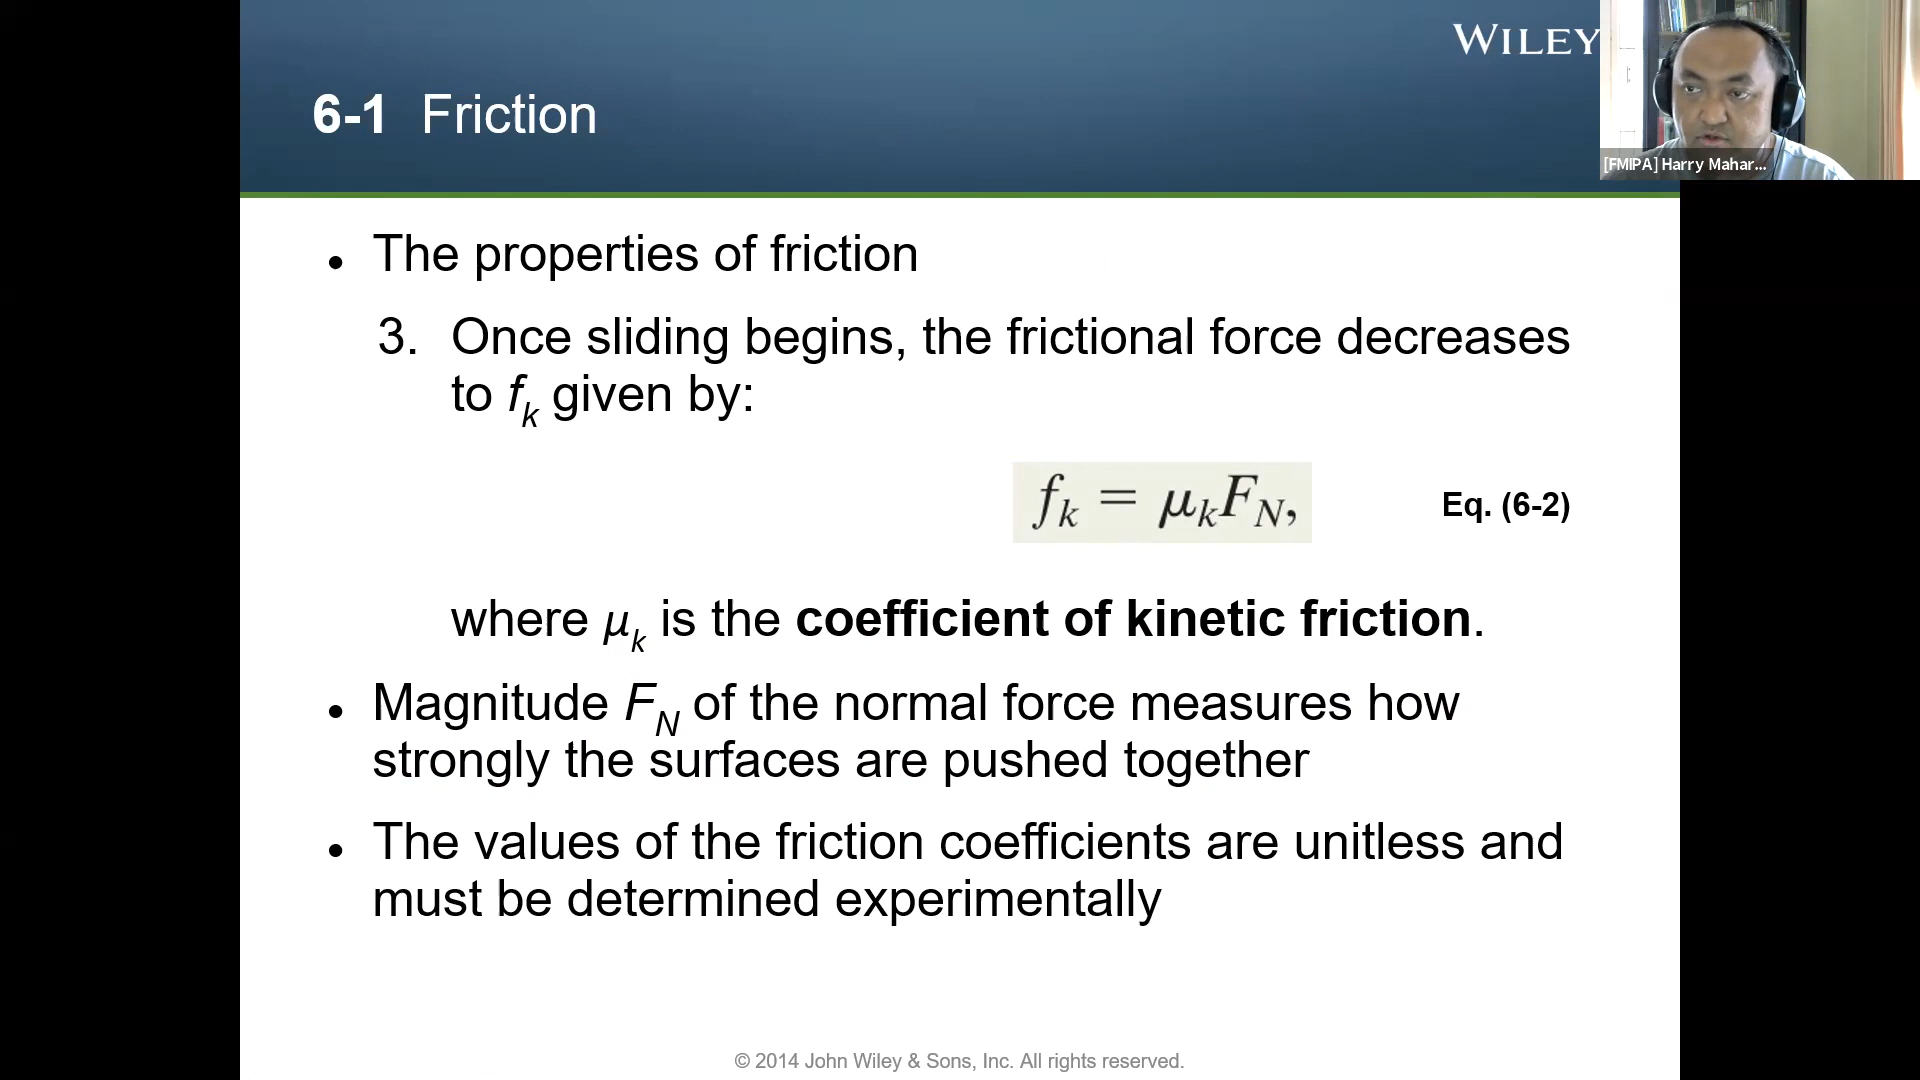 WILEY
[FMIPA] Harry Mahar...
6-1 Friction
• The properties of friction
3. Once sliding begins, the frictional force decreases
to fk given by:
fk = μkFN,
Eq. (6-2)
where μk is the coefficient of kinetic friction.
• Magnitude FN of the normal force measures how
strongly the surfaces are pushed together
• The values of the friction coefficients are unitless and
must be determined experimentally
© 2014 John Wiley & Sons, Inc. All rights reserved.